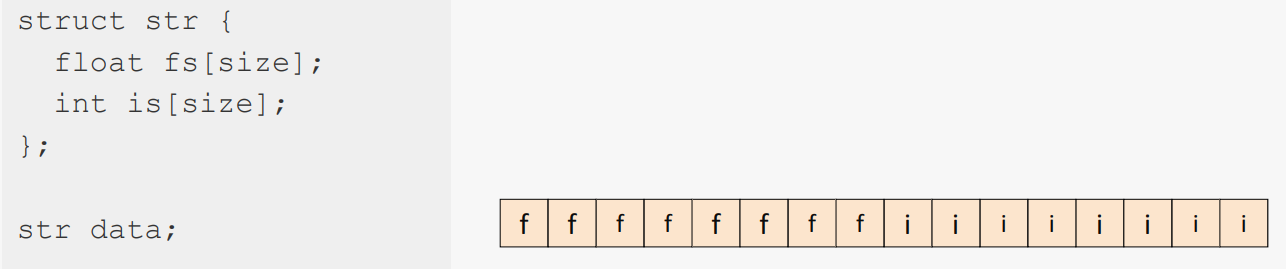 struct str {
  float fs[size];
  int is[size];
};
str data;
f f f f f f f f i i i i i i i i